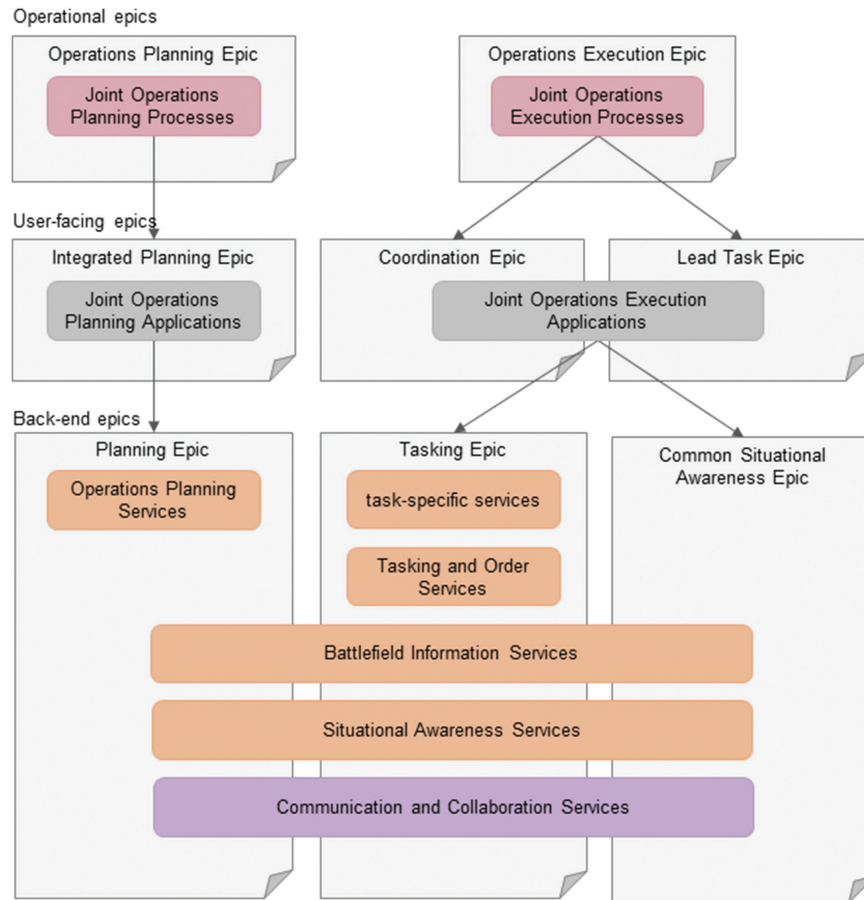 Operational epics
Operations Planning Epic
Joint Operations
Planning Processes
Operations Execution Epic
Joint Operations
Execution Processes
User-facing epics
Integrated Planning Epic
Joint Operations
Planning Applications
Coordination Epic
Lead Task Epic
Joint Operations Execution
Applications
Back-end epics
Planning Epic
Operations Planning
Services
Tasking Epic
task-specific services
Tasking and Order
Services
Common Situational
Awareness Epic
Battlefield Information Services
Situational Awareness Services
Communication and Collaboration Services